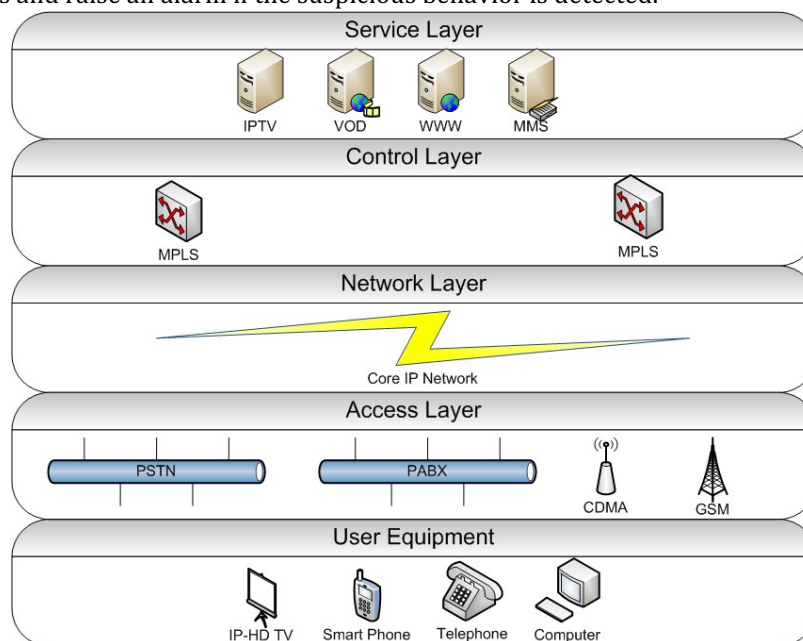 s and raise an alarm if the suspicious behavior is detected.
Service Layer
IPTV VOD WWW MMS
Control Layer
MPLS MPLS
Network Layer
Core IP Network
Access Layer
PSTN PABX
CDMA GSM
User Equipment
IP-HD TV Smart Phone Telephone Computer